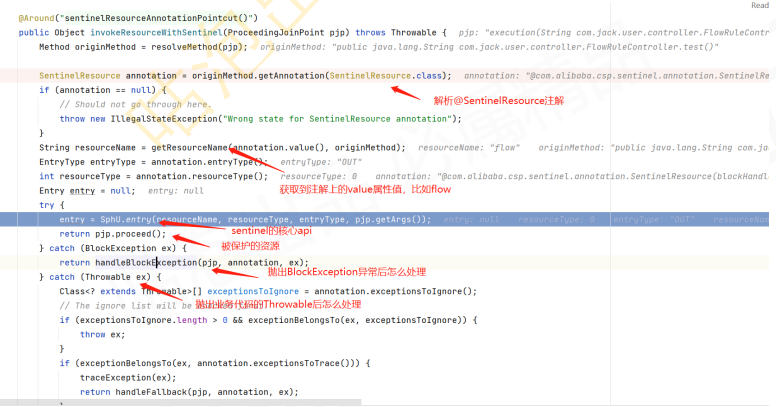 Read
@Around("sentinelResourceAnnotationPointcut()")
public Object invokeResourceWithSentinel(ProceedingJoinPoint pjp) throws Throwable { pjp: "execution(String com.jack.user.controller.FlowRuleContro
Method originMethod = resolveMethod(pjp); originMethod: "public java.lang.String com.jack.user.controller.FlowRuleController.test()"
SentinelResource annotation = originMethod.getAnnotation(SentinelResource.class); annotation: "@com.alibaba.csp.sentinel.annotation.SentinelRe
解析@SentinelResource注解
if (annotation == null) {
// Should not go through here.
throw new IllegalStateException("Wrong state for SentinelResource annotation");
}
String resourceName = getResourceName(annotation.value(), originMethod); resourceName: "flow" originMethod: "public java.lang.String com.ja
EntryType entryType = annotation.entryType(); entryType: "OUT"
int resourceType = annotation.resourceType(); resourceType: 0 annotation: "@com.alibaba.csp.sentinel.annotation.SentinelResource(blockHandl
获取到注解上的value属性值，比如flow
Entry entry = null; entry: null
try {
entry = SphU.entry(resourceName, resourceType, entryType, pjp.getArgs()); entry: null resourceType: 0 entryType: "OUT" resourceNam
sentinel的核心api
return pjp.proceed();
被保护的资源
} catch (BlockException ex) {
return handleBlockException(pjp, annotation, ex);
抛出BlockException异常后怎么处理
} catch (Throwable ex) {
Class<? extends Throwable>[] exceptionsToIgnore = annotation.exceptionsToIgnore();
抛出业务代码的Throwable后怎么处理
// The ignore list will be
if (exceptionsToIgnore.length > 0 && exceptionBelongsTo(ex, exceptionsToIgnore)) {
throw ex;
}
if (exceptionBelongsTo(ex, annotation.exceptionsToTrace())) {
traceException(ex);
return handleFallback(pjp, annotation, ex);
}